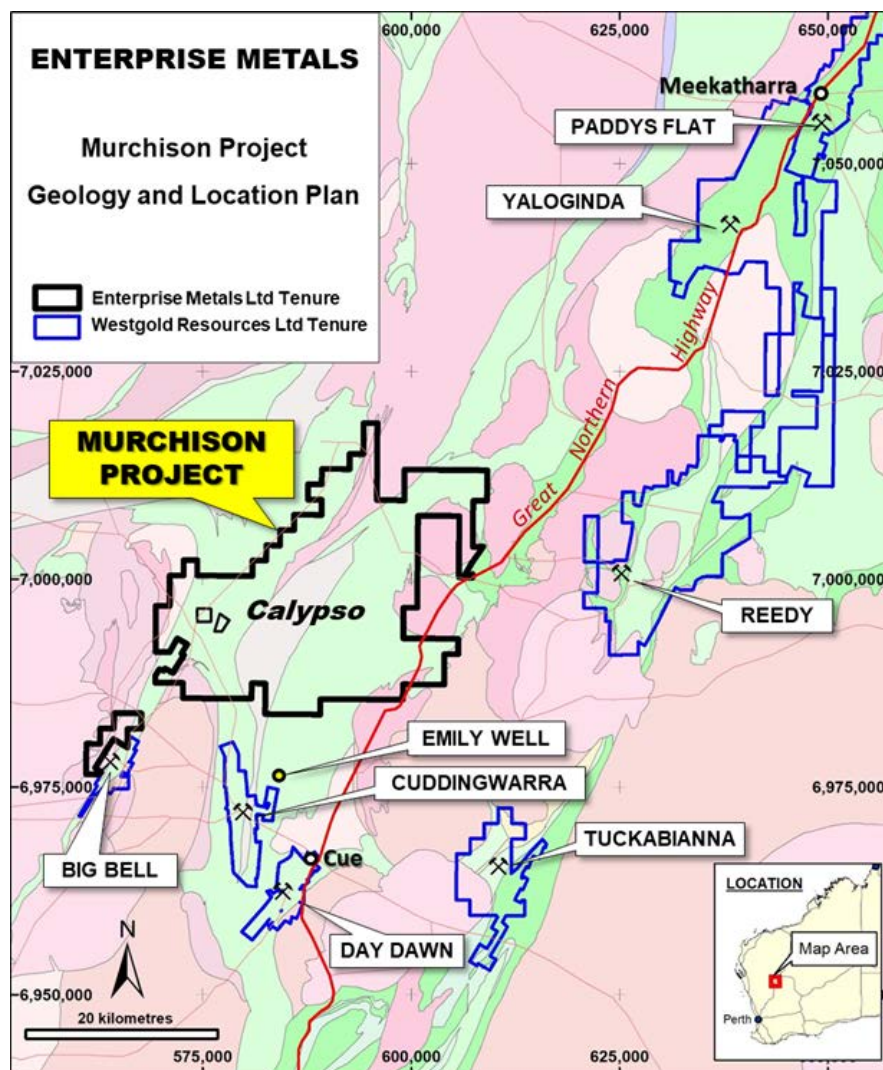 ENTERPRISE METALS
Murchison Project
Geology and Location Plan
Enterprise Metals Ltd Tenure
Westgold Resources Ltd Tenure
600,000
625,000
650,000
Meekatharra
PADDYS FLAT
7,050,000
YALOGINDA
Highway
Northern
Great
7,025,000
7,025,000
MURCHISON
PROJECT
7,000,000
Calypso
7,000,000
REEDY
EMILY WELL
6,975,000
CUDDINGWARRA
6,975,000
TUCKABIANNA
BIG BELL
Cue
DAY DAWN
N
6,950,000
20 kilometres
575,000
600,000
625,000
LOCATION
Map Area
Perth